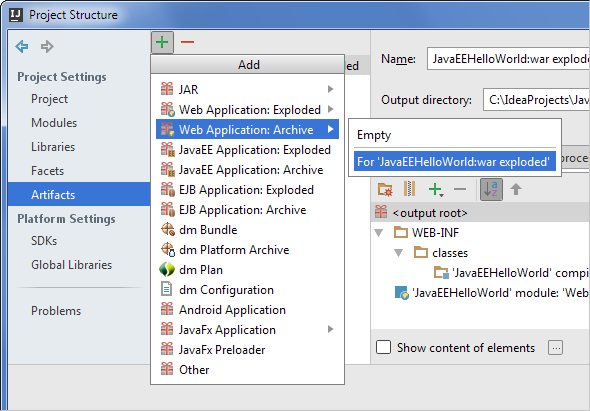 Project Structure
Project Settings
Project
Modules
Libraries
Facets
Artifacts
Platform Settings
SDKs
Global Libraries
Problems
ed
Add
JAR
Web Application: Exploded
Web Application: Archive
JavaEE Application: Exploded
JavaEE Application: Archive
EJB Application: Exploded
EJB Application: Archive
dm Bundle
dm Platform Archive
dm Plan
dm Configuration
Android Application
JavaFx Application
JavaFx Preloader
Other
Empty
For 'JavaEEHelloWorld:war exploded'
Name: JavaEEHelloWorld:war explode
Output directory: C:\IdeaProjects\Jav
proce
<output root>
WEB-INF
classes
'JavaEEHelloWorld' compi
'JavaEEHelloWorld' module: 'Web
Show content of elements ...